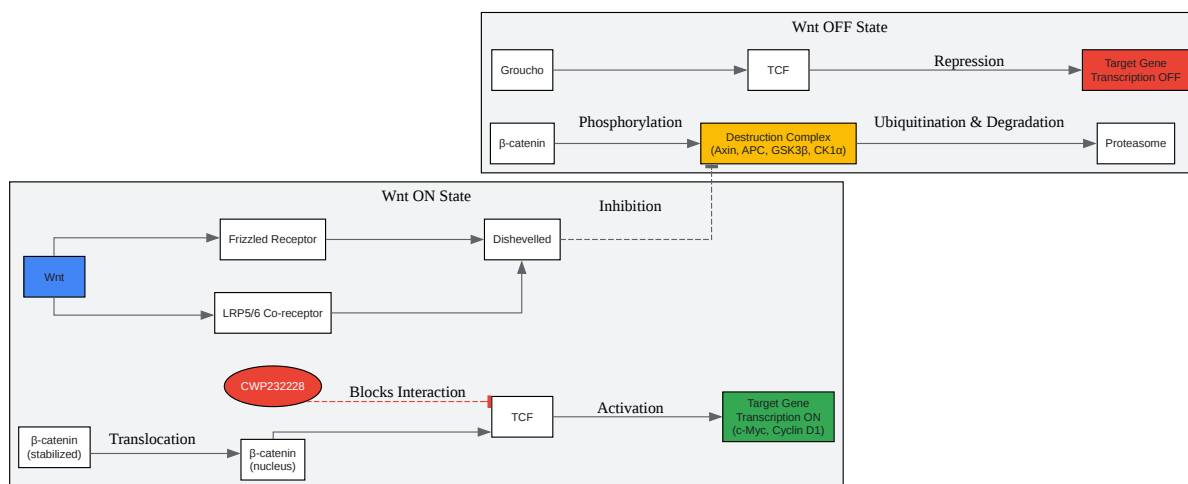 Wnt OFF State
Groucho
TCF
Repression
Target Gene
Transcription OFF
β-catenin
Phosphorylation
Destruction Complex
(Axin, APC, GSK3β, CK1α)
Ubiquitination & Degradation
Proteasome
Wnt ON State
Wnt
Frizzled Receptor
LRP5/6 Co-receptor
Dishevelled
Inhibition
CWP232228
Blocks Interaction
β-catenin
(stabilized)
Translocation
β-catenin
(nucleus)
TCF
Activation
Target Gene
Transcription ON
(c-Myc, Cyclin D1)